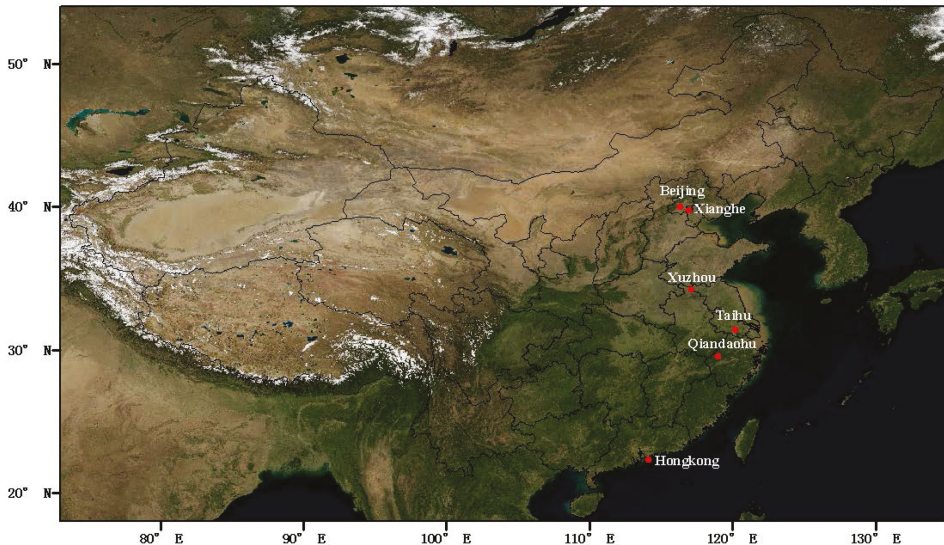 50° N
Beijing
40° N
Xianghe
Xuzhou
Taihu
Qiandaohu
30° N
Hongkong
20° N
80° E 90° E 100° E 110° E 120° E 130° E